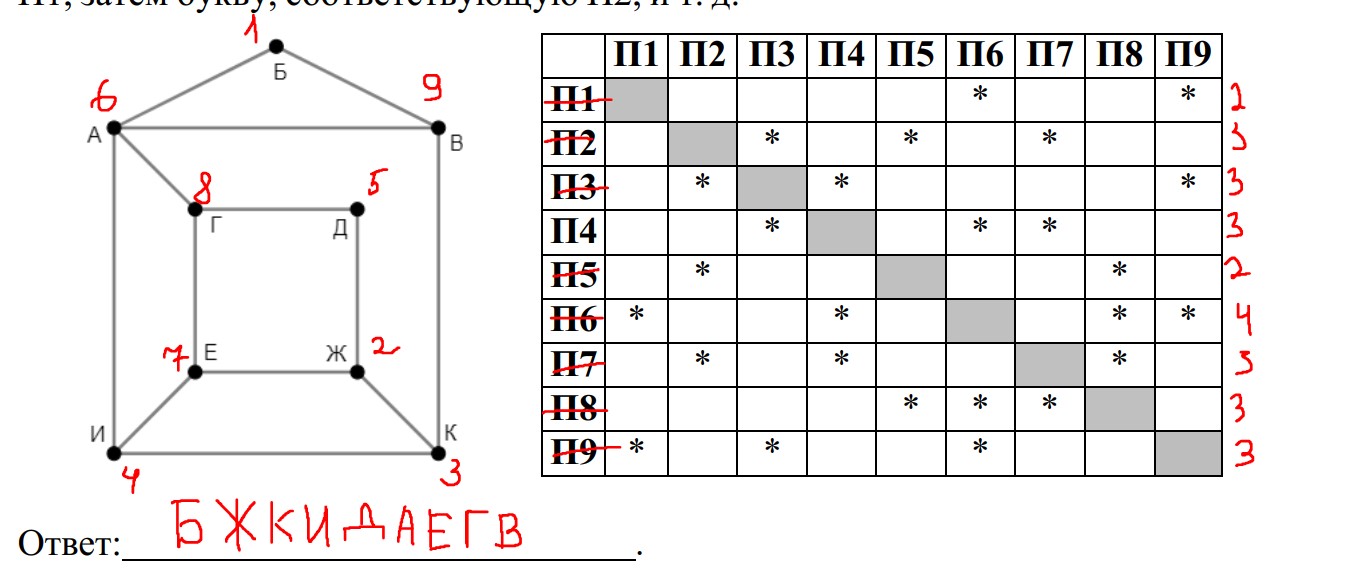 П1, затем букву, соответствующую П2, и т. д.
1
Б
6
9
А
В
8
5
Г
Д
7
Е
Ж
2
И
К
4
3
П1 П2 П3 П4 П5 П6 П7 П8 П9
П1 * * 2
П2 * * * 3
П3 * * * 3
П4 * * * 3
П5 * * 2
П6 * * * * 4
П7 * * * 3
П8 * * * 3
П9 * * * 3
Ответ: БЖКИДАЕГВ.